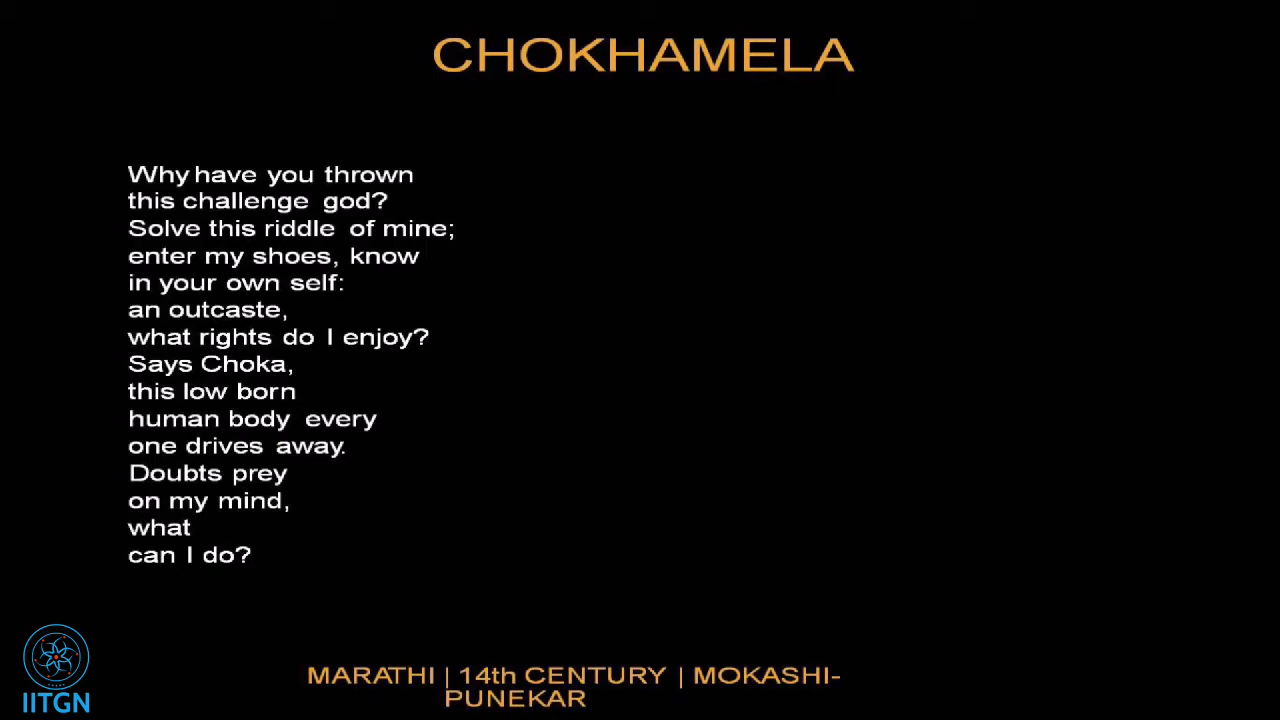 CHOKHAMELA
Why have you thrown
this challenge god?
Solve this riddle of mine;
enter my shoes, know
in your own self:
an outcaste,
what rights do I enjoy?
Says Choka,
this low born
human body every
one drives away.
Doubts prey
on my mind,
what
can I do?
MARATHI | 14th CENTURY | MOKASHI-
PUNEKAR
IITGN